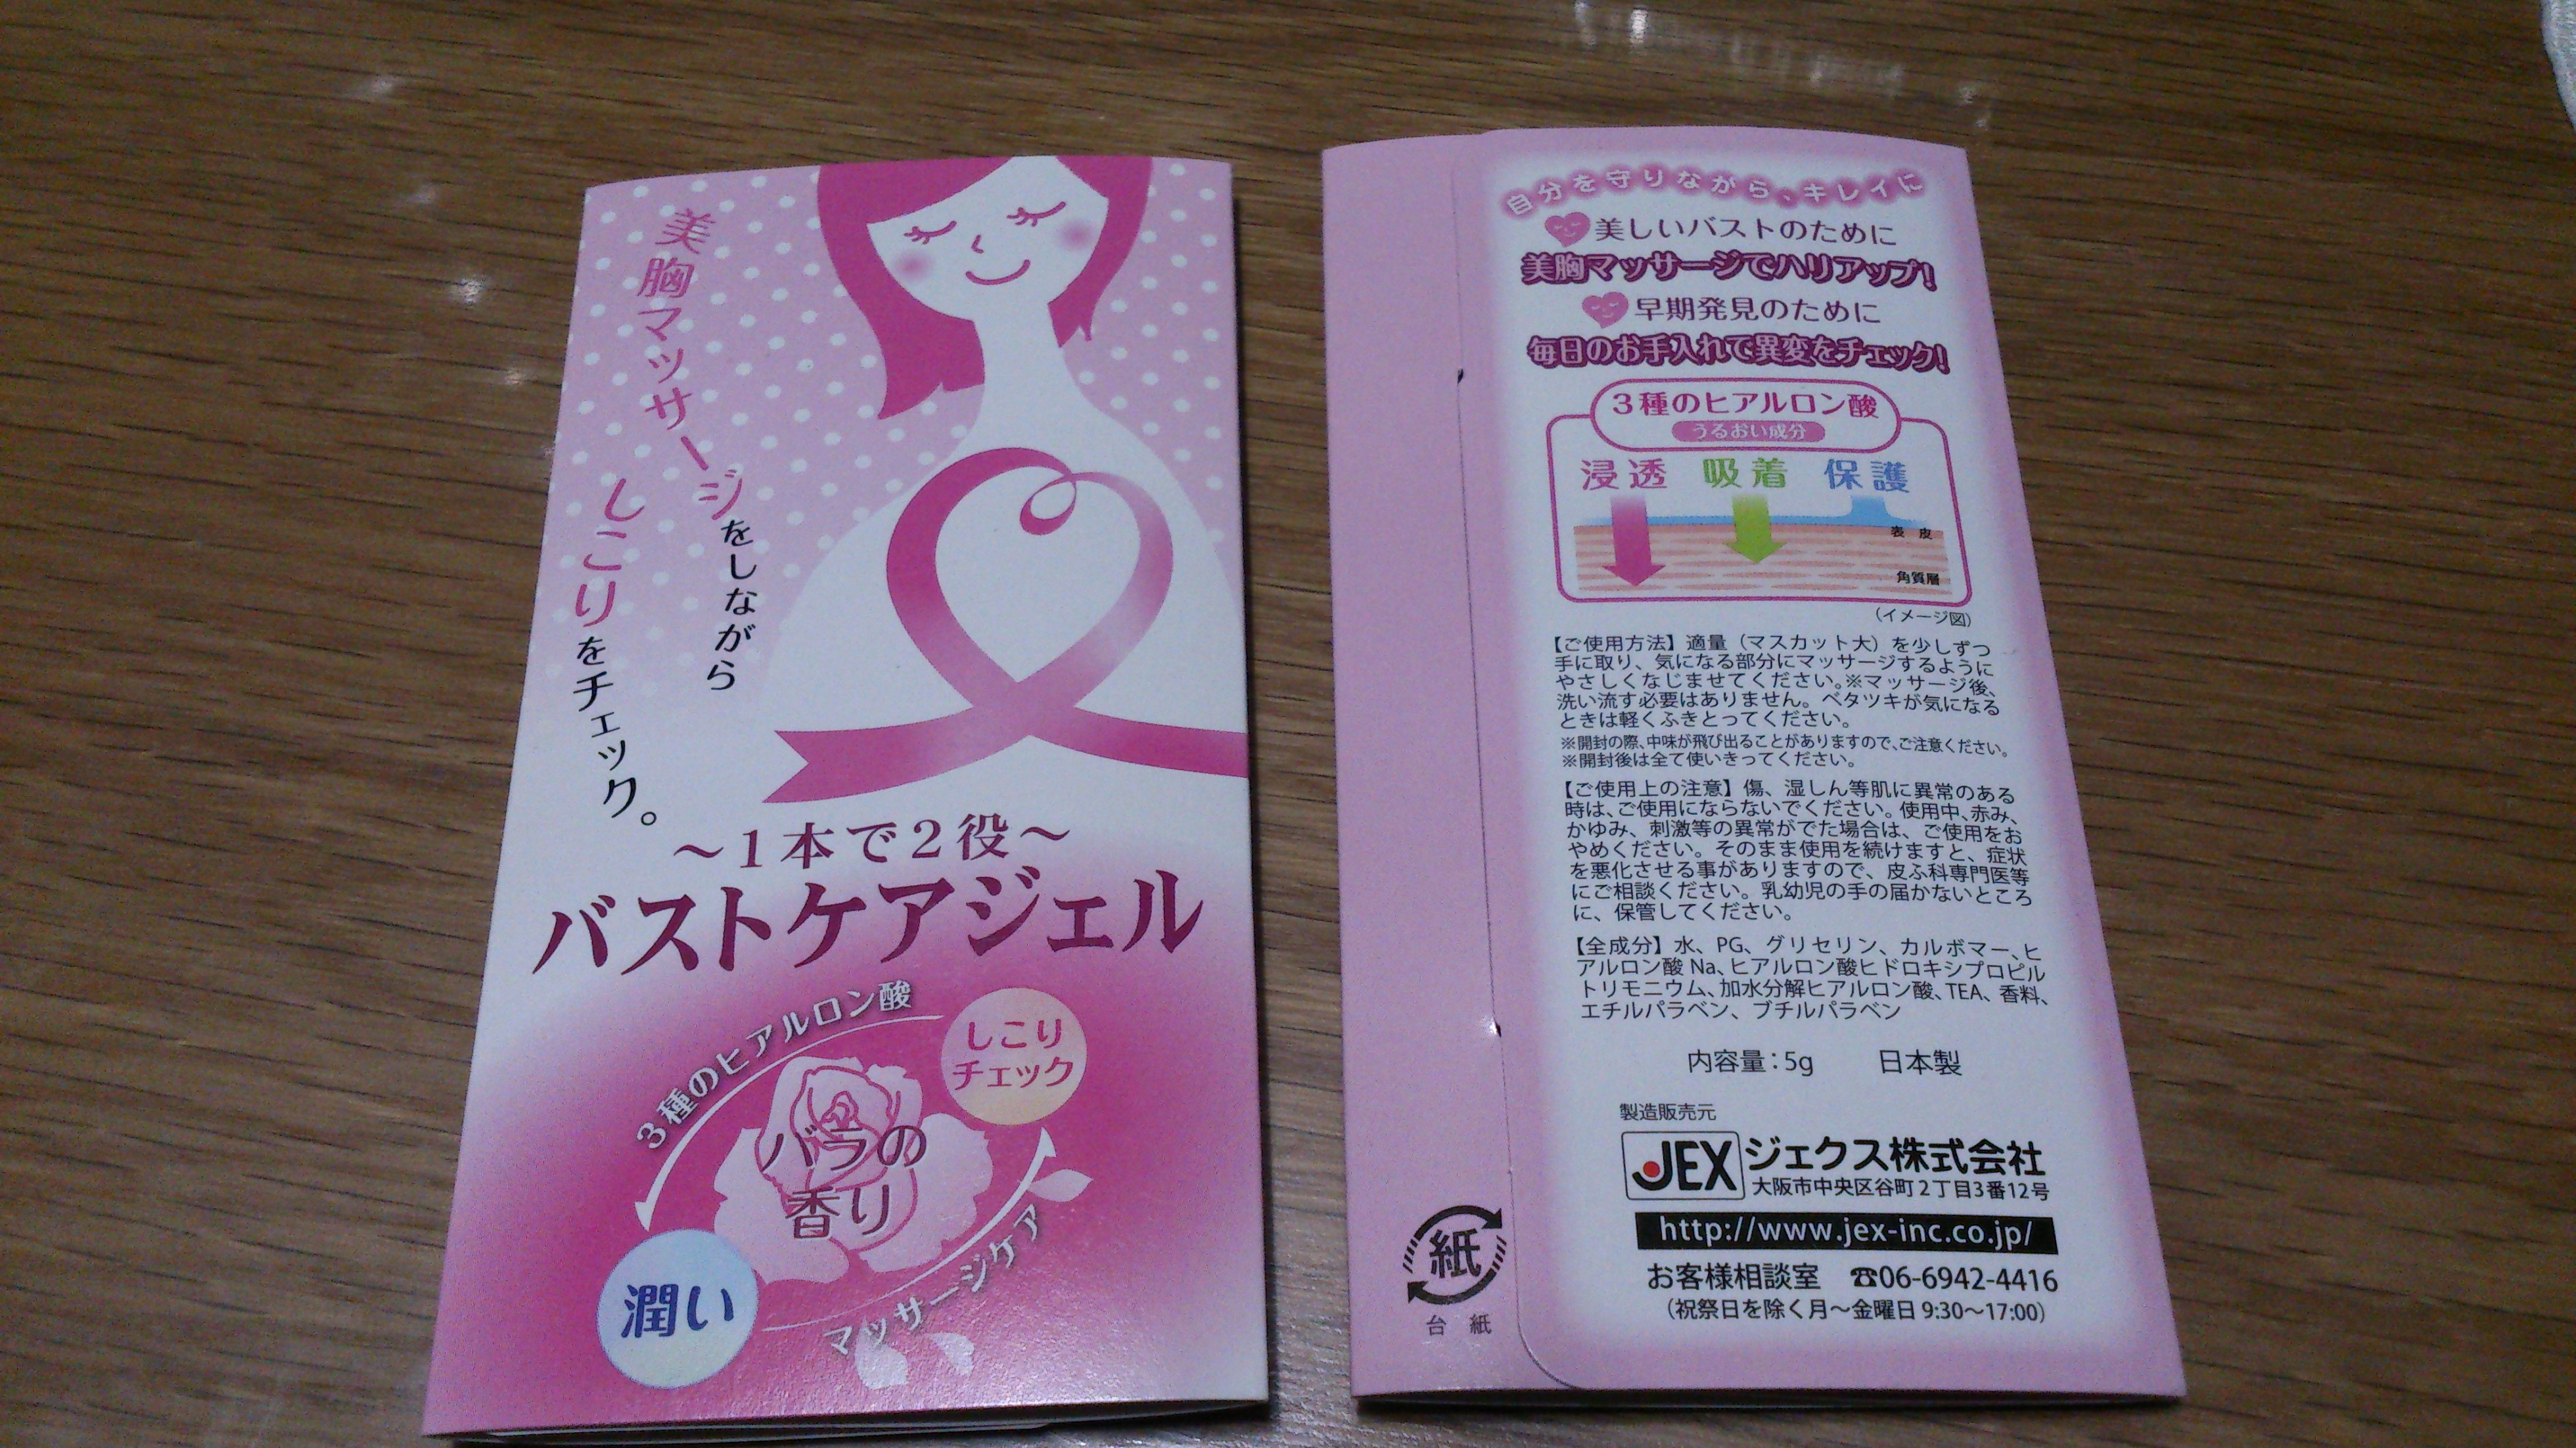 美胸マッサージをしながら
しこりをチェック。
～1本で2役～
バストケアジェル
3種のヒアルロン酸
しこり
チェック
バラの
香り
潤い
マッサージケア
自分を守りながら、キレイに
美しいバストのために
美胸マッサージでハリアップ!
早期発見のために
毎日のお手入れで異変をチェック!
3種のヒアルロン酸
うるおい成分
浸透 吸着 保護
表皮
角質層
(イメージ図)
【ご使用方法】適量（マスカット大）を少しずつ
手に取り、気になる部分にマッサージするように
やさしくなじませてください。※マッサージ後、
洗い流す必要はありません。ベタツキが気になる
ときは軽くふきとってください。
※開封の際、中味が飛び出ることがありますので、ご注意ください。
※開封後は全て使いきってください。
【ご使用上の注意】傷、湿しん等肌に異常のある
時は、ご使用にならないでください。使用中、赤み、
かゆみ、刺激等の異常がでた場合は、ご使用をお
やめください。そのまま使用を続けますと、症状
を悪化させる事がありますので、皮ふ科専門医等
にご相談ください。乳幼児の手の届かないところ
に、保管してください。
【全成分】水、PG、グリセリン、カルボマー、ヒ
アルロン酸Na、ヒアルロン酸ヒドロキシプロピル
トリモニウム、加水分解ヒアルロン酸、TEA、香料、
エチルパラベン、ブチルパラベン
内容量：5g 日本製
製造販売元
JEX ジェクス株式会社
大阪市中央区谷町2丁目3番12号
http://www.jex-inc.co.jp/
お客様相談室 ☎06-6942-4416
（祝祭日を除く月～金曜日 9:30～17:00）
紙
台紙